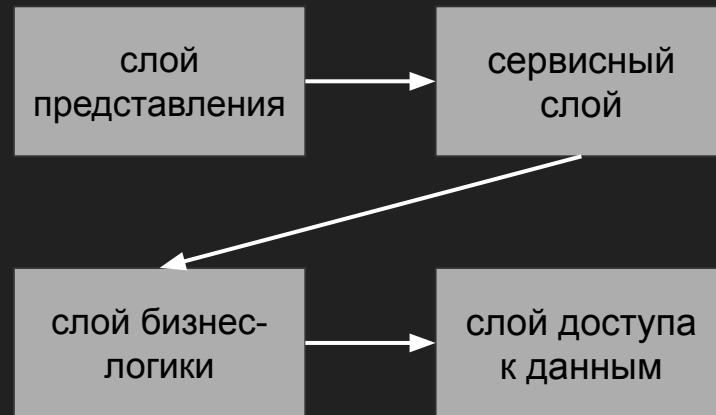 слой
представления
сервисный
слой
слой бизнес-
логики
слой доступа
к данным